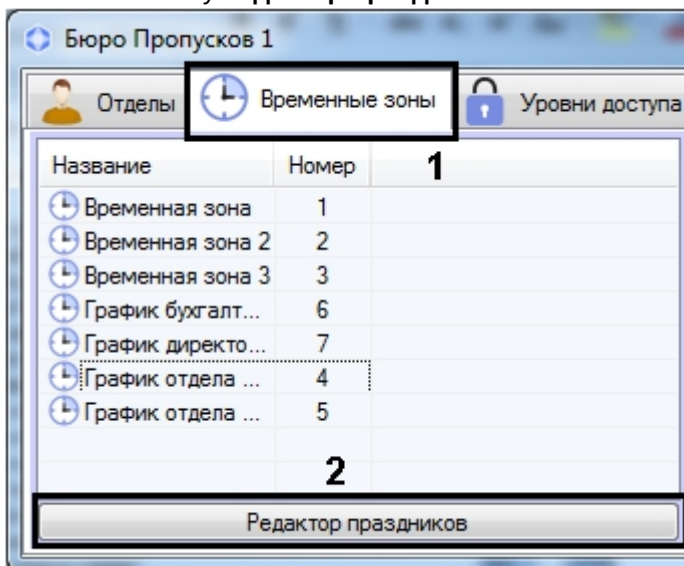 Бюро Пропусков 1
Отделы Временные зоны Уровни доступа
1
Название Номер
Временная зона 1
Временная зона 2 2
Временная зона 3 3
График бухгалт... 6
График директо... 7
График отдела ... 4
График отдела ... 5
2
Редактор праздников